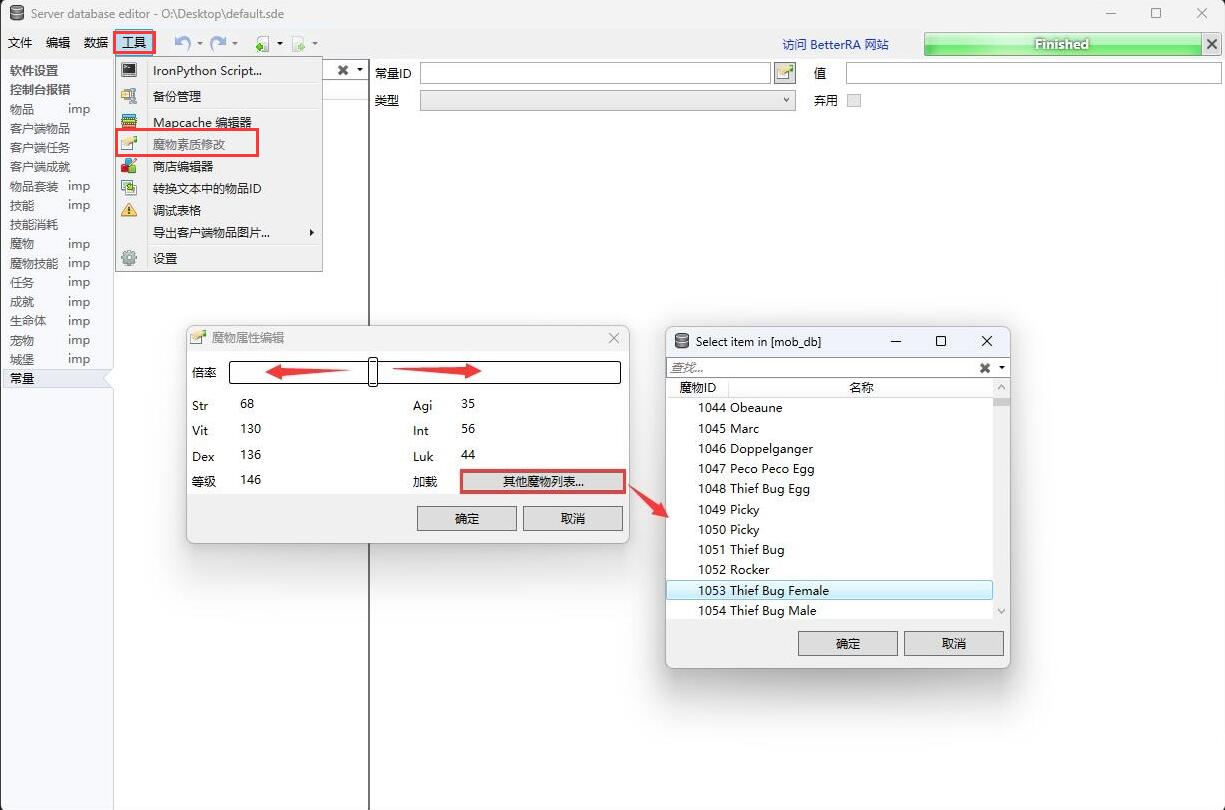 Server database editor - O:\Desktop\default.sde
文件 编辑 数据 工具
访问 BetterRA 网站
Finished
软件设置
控制台报错
物品 imp
客户端物品
客户端任务
客户端成就
物品套装 imp
技能 imp
技能消耗
魔物 imp
魔物技能 imp
任务 imp
成就 imp
生命体 imp
宠物 imp
城堡 imp
常量
IronPython Script...
备份管理
Mapcache 编辑器
魔物素质修改
商店编辑器
转换文本中的物品ID
调试表格
导出客户端物品图片...
设置
常量ID
值
类型
弃用
魔物属性编辑
倍率
Str 68 Agi 35
Vit 130 Int 56
Dex 136 Luk 44
等级 146 加载 其他魔物列表...
确定 取消
Select item in [mob_db]
查找...
魔物ID 名称
1044 Obeaune
1045 Marc
1046 Doppelganger
1047 Peco Peco Egg
1048 Thief Bug Egg
1049 Picky
1050 Picky
1051 Thief Bug
1052 Rocker
1053 Thief Bug Female
1054 Thief Bug Male
确定 取消